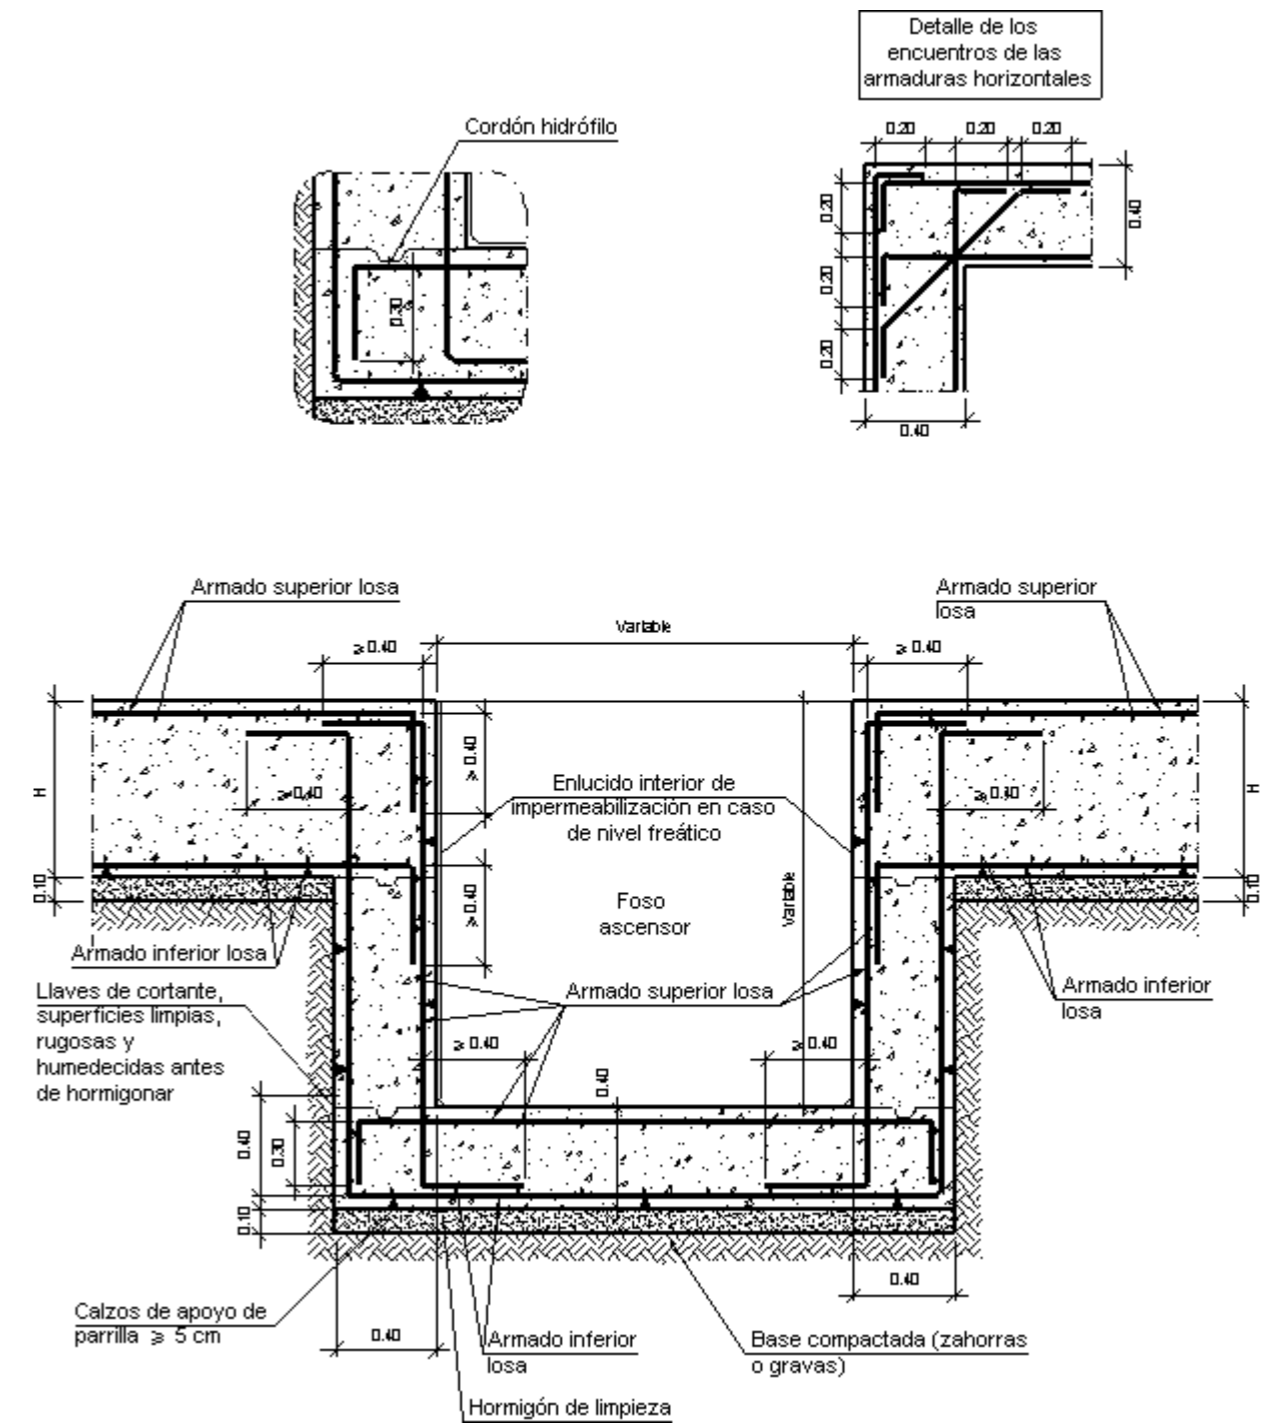 Detalle de los
encuentros de las
armaduras horizontales
Cordón hidrófilo
0.20 0.20 0.20
0.20
0.20
0.20
0.40
0.40
0.30
Armado superior losa
Armado superior
losa
Variable
≥ 0.40
≥ 0.40
H
0.10
≥ 0.40
≥ 0.40
≥ 0.40
≥ 0.40
Enlucido interior de
impermeabilización en caso
de nivel freático
Variable
Foso
ascensor
H
0.10
Armado inferior losa
Llaves de cortante,
superficies limpias,
rugosas y
humedecidas antes
de hormigonar
Armado superior losa
Armado inferior
losa
≥ 0.40
≥ 0.40
0.40
0.40
0.30
0.10
0.40
0.40
Calzos de apoyo de
parrilla ≥ 5 cm
Armado inferior
losa
Base compactada (zahorras
o gravas)
Hormigón de limpieza